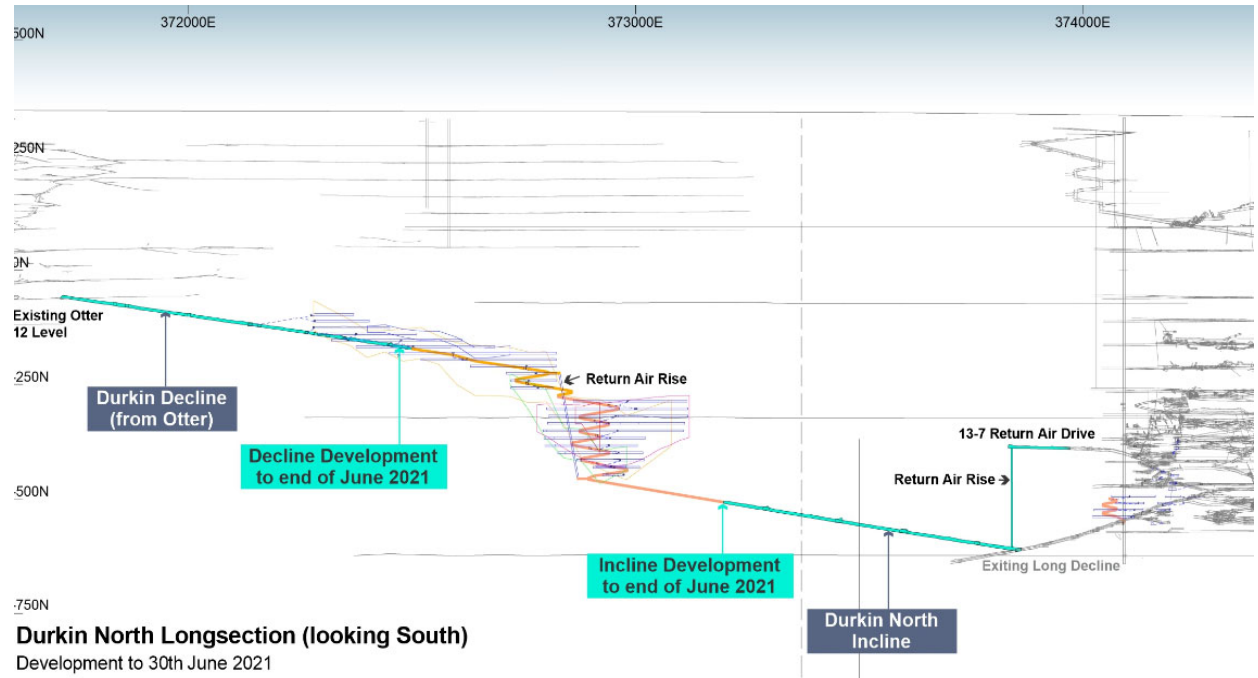 372000E
373000E
374000E
500N
250N
0N
Existing Otter
12 Level
Durkin Decline
(from Otter)
-250N
Return Air Rise
Decline Development
to end of June 2021
13-7 Return Air Drive
Return Air Rise
-500N
Incline Development
to end of June 2021
Exiting Long Decline
Durkin North
Incline
-750N
Durkin North Longsection (looking South)
Development to 30th June 2021